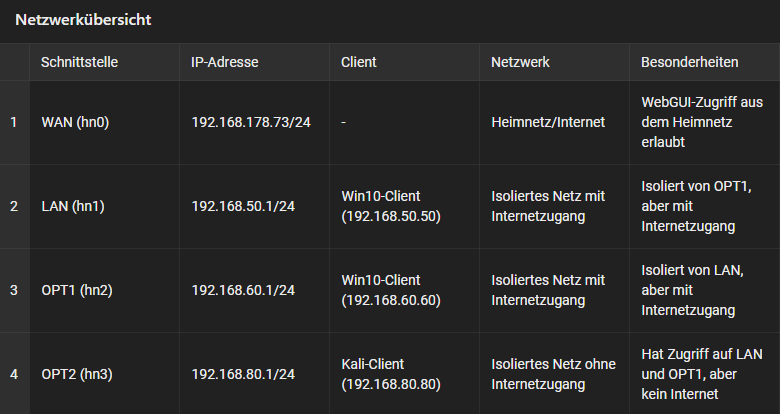 Netzwerkübersicht
Schnittstelle IP-Adresse Client Netzwerk Besonderheiten
1 WAN (hn0) 192.168.178.73/24 - Heimnetz/Internet WebGUI-Zugriff aus
dem Heimnetz
erlaubt
2 LAN (hn1) 192.168.50.1/24 Win10-Client
(192.168.50.50) Isoliertes Netz mit
Internetzugang Isoliert von OPT1,
aber mit
Internetzugang
3 OPT1 (hn2) 192.168.60.1/24 Win10-Client
(192.168.60.60) Isoliertes Netz mit
Internetzugang Isoliert von LAN,
aber mit
Internetzugang
4 OPT2 (hn3) 192.168.80.1/24 Kali-Client
(192.168.80.80) Isoliertes Netz ohne
Internetzugang Hat Zugriff auf LAN
und OPT1, aber
kein Internet